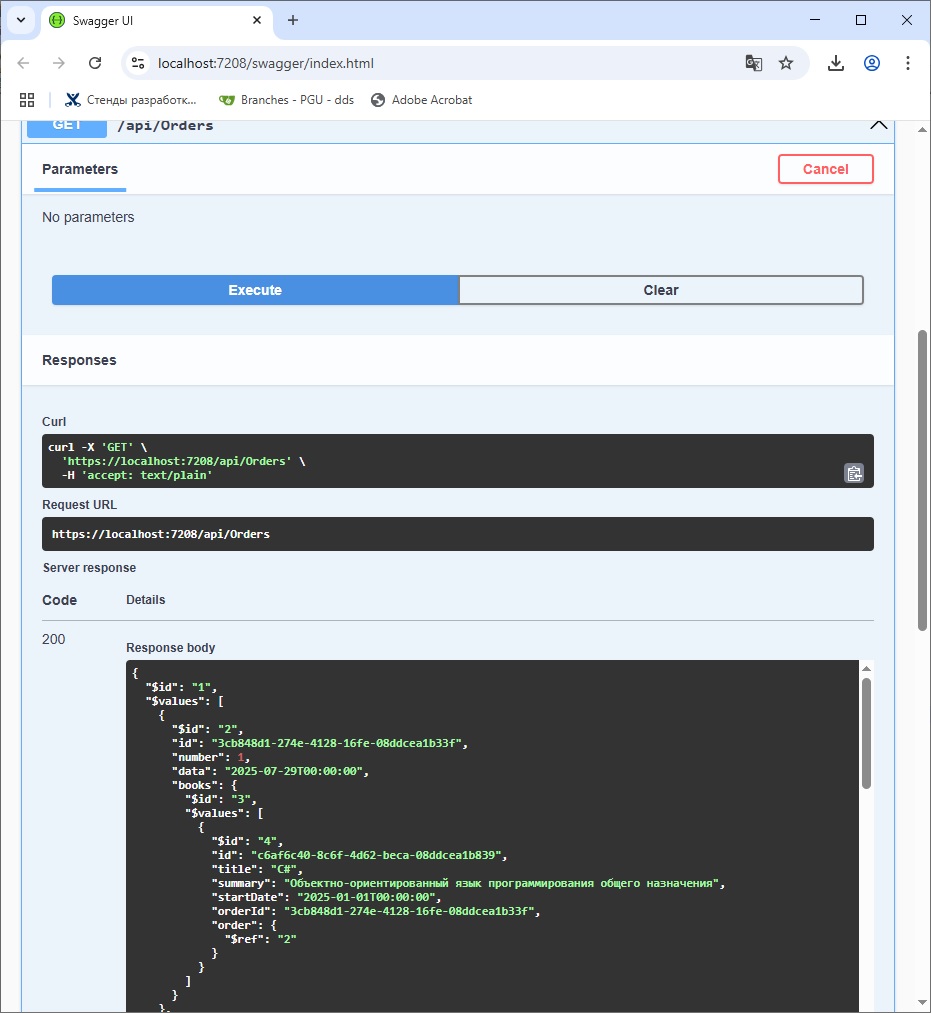 Swagger UI
localhost:7208/swagger/index.html
Стенды разработк... Branches - PGU - dds Adobe Acrobat
GET /api/Orders
Parameters Cancel
No parameters
Execute Clear
Responses
Curl
curl -X 'GET' \
'https://localhost:7208/api/Orders' \
-H 'accept: text/plain'
Request URL
https://localhost:7208/api/Orders
Server response
Code Details
200
Response body
{
"$id": "1",
"$values": [
{
"$id": "2",
"id": "3cb848d1-274e-4128-16fe-08ddcea1b33f",
"number": 1,
"data": "2025-07-29T00:00:00",
"books": {
"$id": "3",
"$values": [
{
"$id": "4",
"id": "c6af6c40-8c6f-4d62-beca-08ddcea1b839",
"title": "C#",
"summary": "Объектно-ориентированный язык программирования общего назначения",
"startDate": "2025-01-01T00:00:00",
"orderId": "3cb848d1-274e-4128-16fe-08ddcea1b33f",
"order": {
"$ref": "2"
}
}
]
}
},